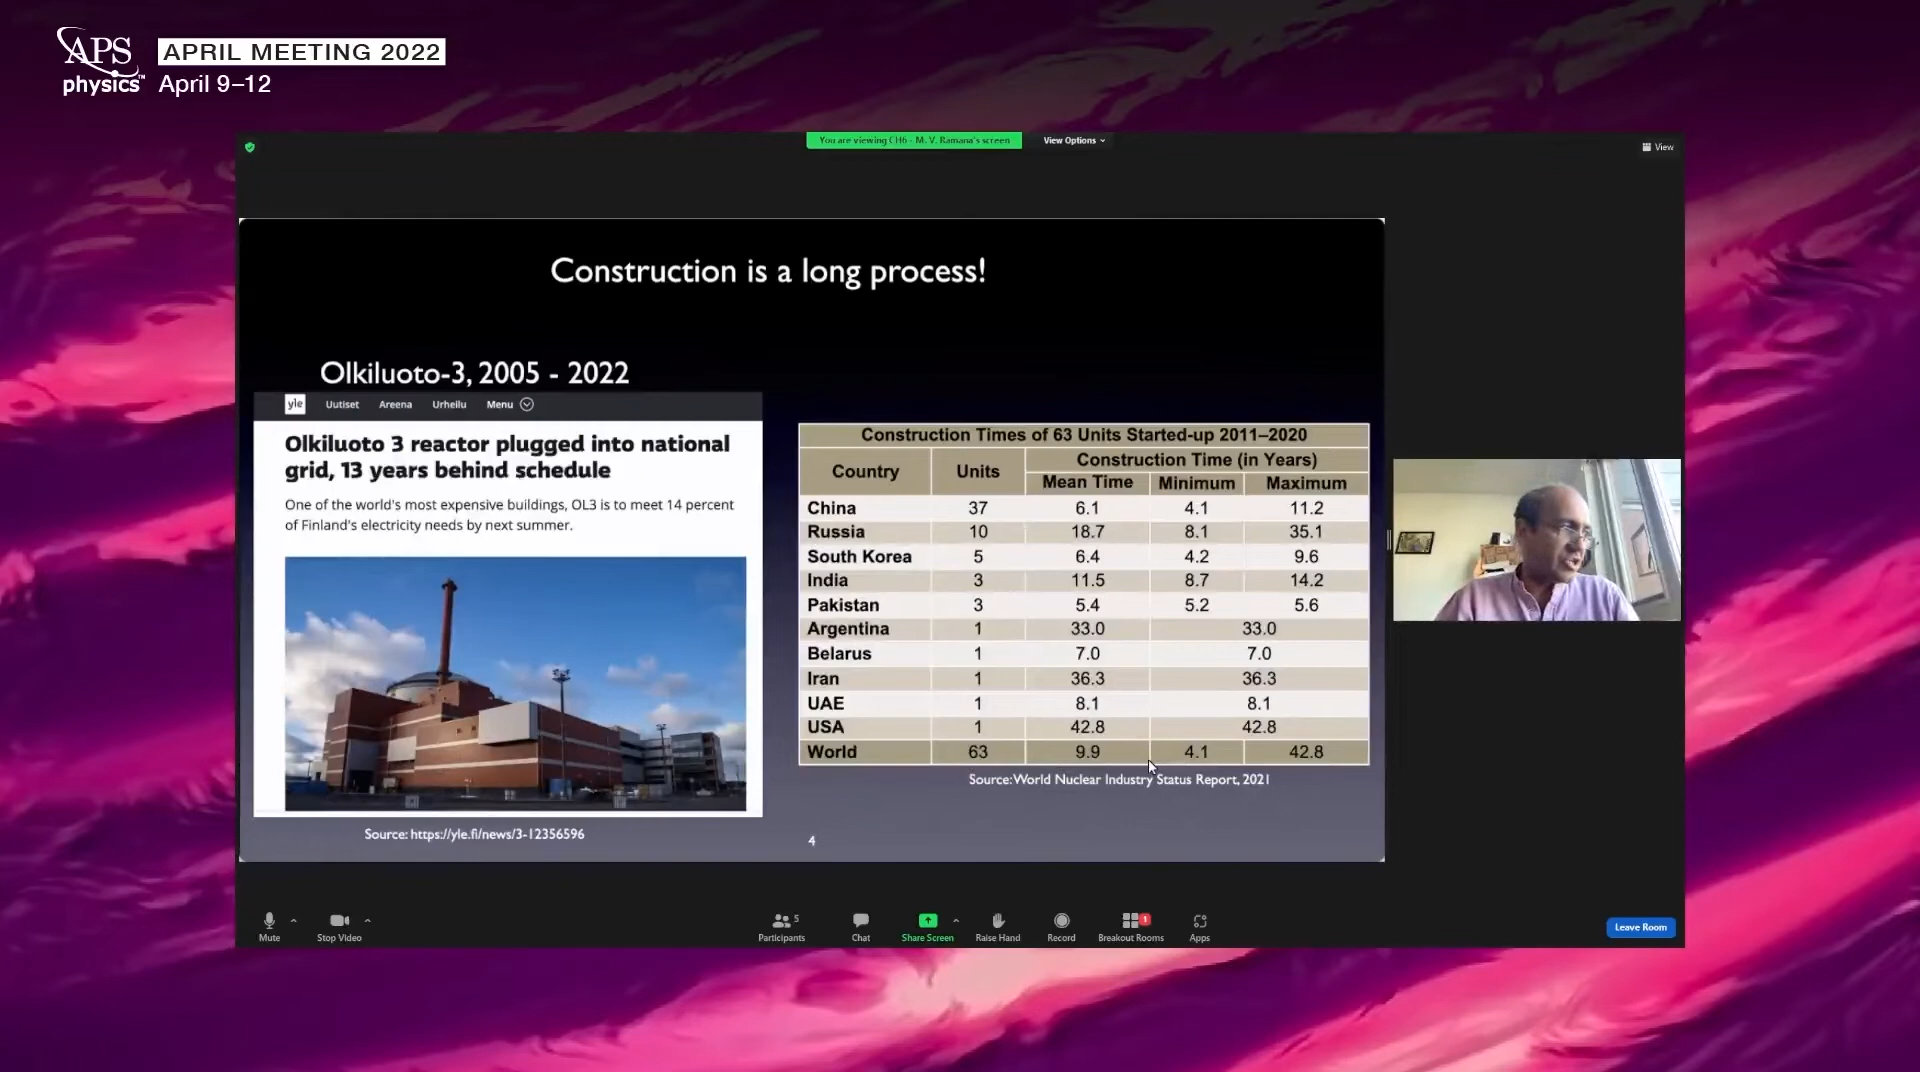 APS
physics™
APRIL MEETING 2022
April 9–12
You are viewing CH6 - M. V. Ramana's screen
View Options
View
Construction is a long process!
Olkiluoto-3, 2005 - 2022
yle Uutiset Areena Urheilu Menu
Olkiluoto 3 reactor plugged into national
grid, 13 years behind schedule
One of the world's most expensive buildings, OL3 is to meet 14 percent
of Finland's electricity needs by next summer.
Source: https://yle.fi/news/3-12356596
Construction Times of 63 Units Started-up 2011–2020
Country Units Construction Time (in Years)
Mean Time Minimum Maximum
China 37 6.1 4.1 11.2
Russia 10 18.7 8.1 35.1
South Korea 5 6.4 4.2 9.6
India 3 11.5 8.7 14.2
Pakistan 3 5.4 5.2 5.6
Argentina 1 33.0 33.0
Belarus 1 7.0 7.0
Iran 1 36.3 36.3
UAE 1 8.1 8.1
USA 1 42.8 42.8
World 63 9.9 4.1 42.8
Source: World Nuclear Industry Status Report, 2021
4
Mute
Stop Video
5
Participants
Chat
Share Screen
Raise Hand
Record
1
Breakout Rooms
Apps
Leave Room